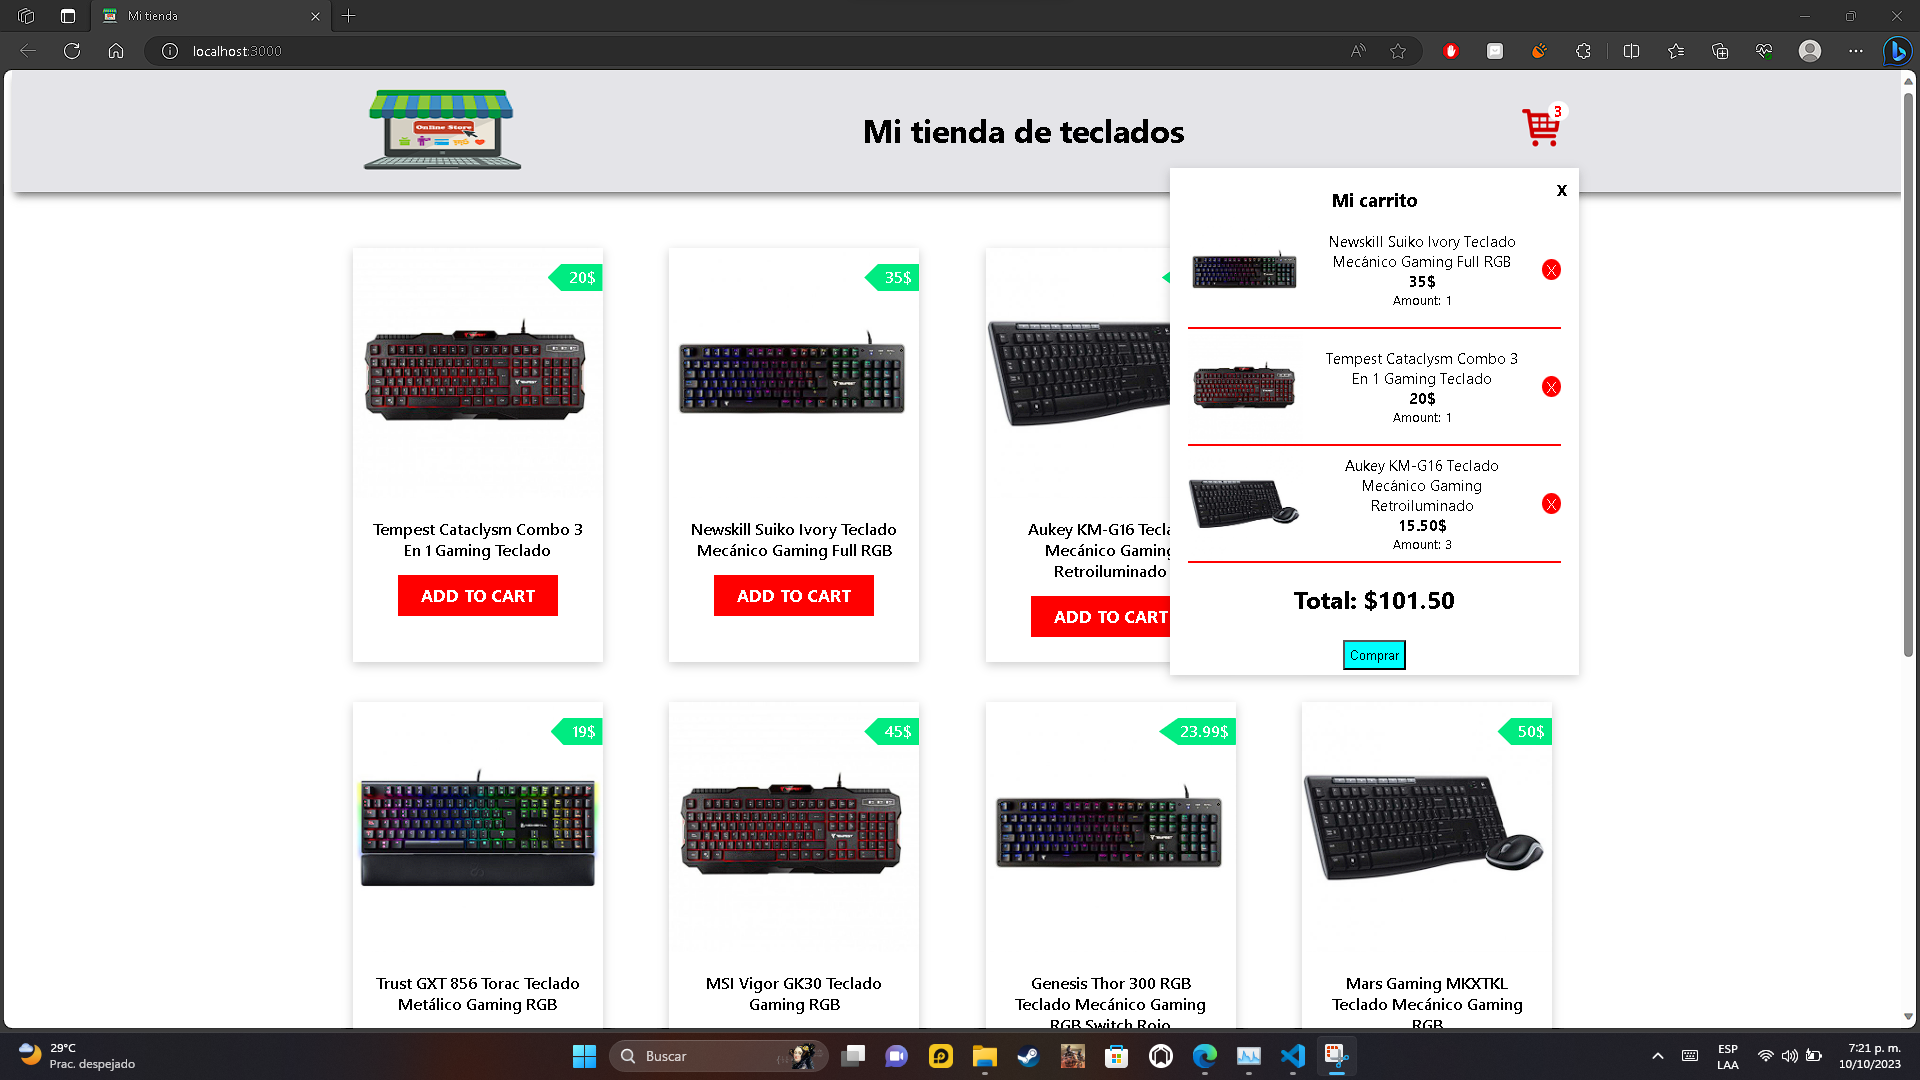 Mi tienda
localhost:3000
Online Store
Mi tienda de teclados
3
X
Mi carrito
Newskill Suiko Ivory Teclado
Mecánico Gaming Full RGB
35$
Amount: 1
X
Tempest Cataclysm Combo 3
En 1 Gaming Teclado
20$
Amount: 1
X
Aukey KM-G16 Teclado
Mecánico Gaming
Retroiluminado
15.50$
Amount: 3
X
Total: $101.50
Comprar
20$
Tempest Cataclysm Combo 3
En 1 Gaming Teclado
ADD TO CART
35$
Newskill Suiko Ivory Teclado
Mecánico Gaming Full RGB
ADD TO CART
Aukey KM-G16 Tecla
Mecánico Gaming
Retroiluminado
ADD TO CART
19$
Trust GXT 856 Torac Teclado
Metálico Gaming RGB
45$
MSI Vigor GK30 Teclado
Gaming RGB
23.99$
Genesis Thor 300 RGB
Teclado Mecánico Gaming
RGB Switch Rojo
50$
Mars Gaming MKXTKL
Teclado Mecánico Gaming
RGB
29°C
Prac. despejado
Buscar
ESP
LAA
7:21 p. m.
10/10/2023